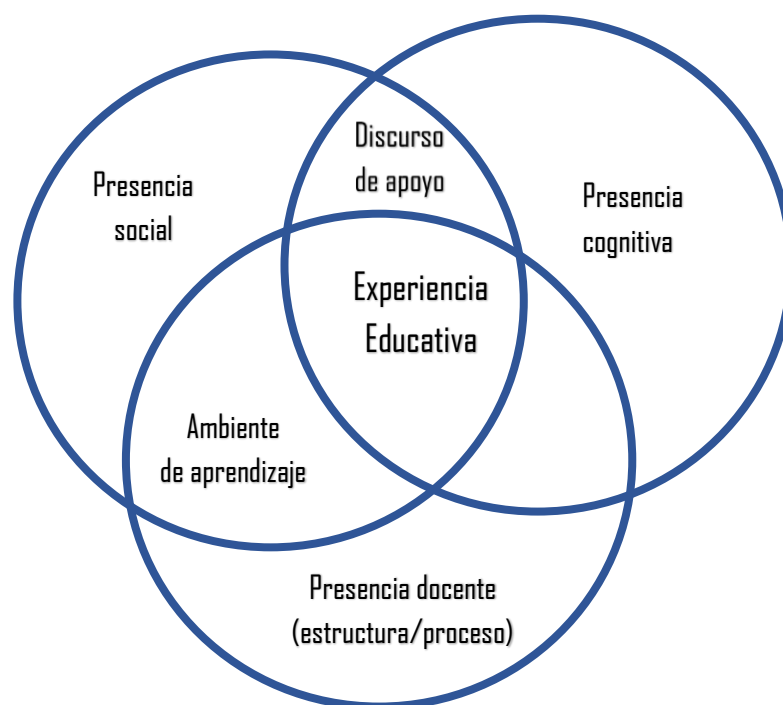 Discurso
de apoyo
Presencia
social
Presencia
cognitiva
Experiencia
Educativa
Ambiente
de aprendizaje
Presencia docente
(estructura/proceso)